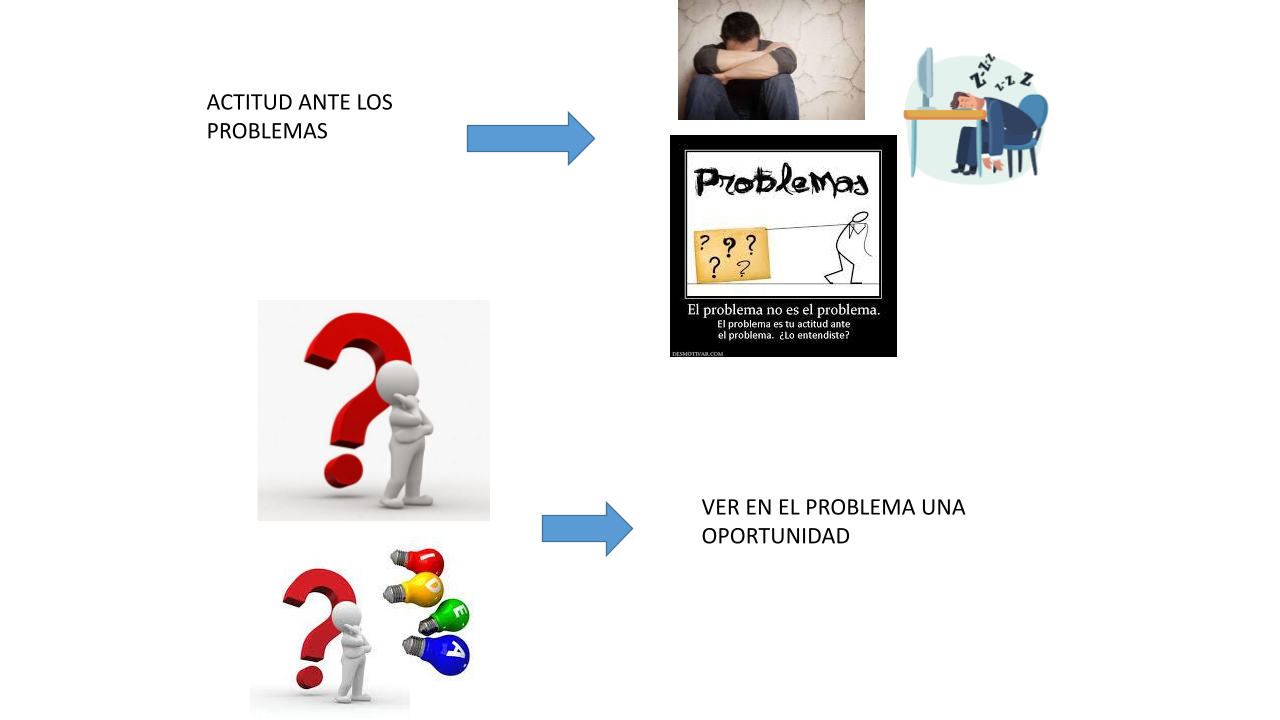 ACTITUD ANTE LOS
PROBLEMAS
Z-Z-Z
Z-Z Z
Problemas
? ? ?
? ?
El problema no es el problema.
El problema es tu actitud ante
el problema. ¿Lo entendiste?
DESMOTIVAR.COM
?
VER EN EL PROBLEMA UNA
OPORTUNIDAD
?
I
D
E
A